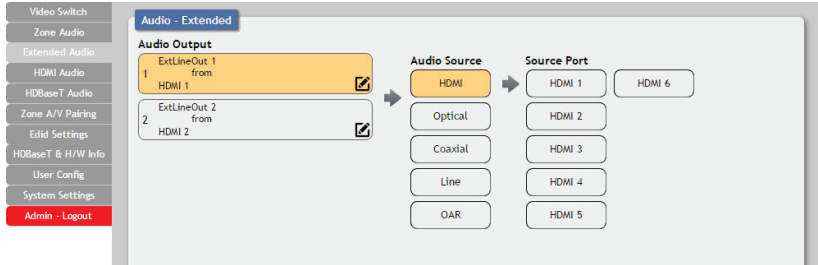 Video Switch
Zone Audio
Extended Audio
HDMI Audio
HDBaseT Audio
Zone A/V Pairing
Edid Settings
HDBaseT & H/W Info
User Config
System Settings
Admin - Logout
Audio - Extended
Audio Output
ExtLineOut 1
1 from
HDMI 1
ExtLineOut 2
2 from
HDMI 2
Audio Source
HDMI
Optical
Coaxial
Line
OAR
Source Port
HDMI 1
HDMI 2
HDMI 3
HDMI 4
HDMI 5
HDMI 6